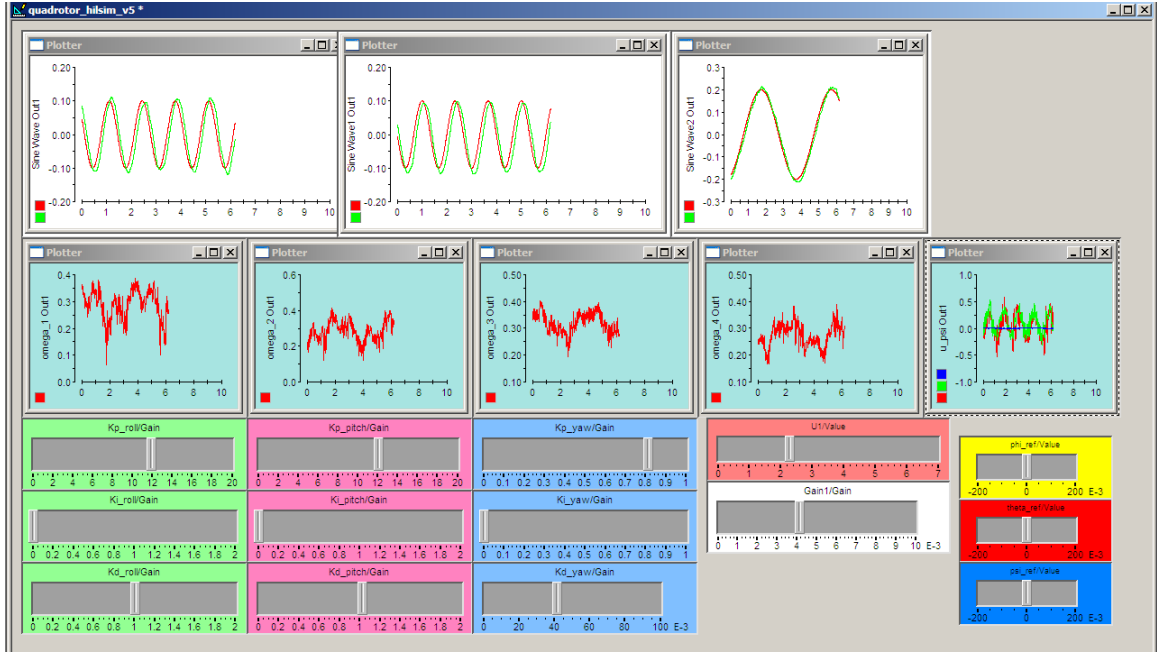 quadrotor_hilsim_v5 *
Plotter
Sine Wave Out1
0.20
0.10
0.00
-0.10
-0.20
0 1 2 3 4 5 6 7 8 9 10
Plotter
Sine Wave1 Out1
0.20
0.10
0.00
-0.10
-0.20
0 1 2 3 4 5 6 7 8 9 10
Plotter
Sine Wave2 Out1
0.3
0.2
0.1
0.0
-0.1
-0.2
-0.3
0 1 2 3 4 5 6 7 8 9 10
Plotter
omega_1 Out1
0.4
0.3
0.2
0.1
0.0
0 2 4 6 8 10
Plotter
omega_2 Out1
0.6
0.4
0.2
0.0
0 2 4 6 8 10
Plotter
omega_3 Out1
0.50
0.40
0.30
0.20
0.10
0 2 4 6 8 10
Plotter
omega_4 Out1
0.50
0.40
0.30
0.20
0.10
0 2 4 6 8 10
Plotter
u_psi Out1
1.0
0.5
0.0
-0.5
-1.0
0 2 4 6 8 10
Kp_roll/Gain
0 2 4 6 8 10 12 14 16 18 20
Kp_pitch/Gain
0 2 4 6 8 10 12 14 16 18 20
Kp_yaw/Gain
0 0.1 0.2 0.3 0.4 0.5 0.6 0.7 0.8 0.9 1
U1/Value
0 1 2 3 4 5 6 7
phi_ref/Value
-200 0 200 E-3
Ki_roll/Gain
0 0.2 0.4 0.6 0.8 1 1.2 1.4 1.6 1.8 2
Ki_pitch/Gain
0 0.2 0.4 0.6 0.8 1 1.2 1.4 1.6 1.8 2
Ki_yaw/Gain
0 0.1 0.2 0.3 0.4 0.5 0.6 0.7 0.8 0.9 1
Gain1/Gain
0 1 2 3 4 5 6 7 8 9 10 E-3
theta_ref/Value
-200 0 200 E-3
Kd_roll/Gain
0 0.2 0.4 0.6 0.8 1 1.2 1.4 1.6 1.8 2
Kd_pitch/Gain
0 0.2 0.4 0.6 0.8 1 1.2 1.4 1.6 1.8 2
Kd_yaw/Gain
0 20 40 60 80 100 E-3
psi_ref/Value
-200 0 200 E-3